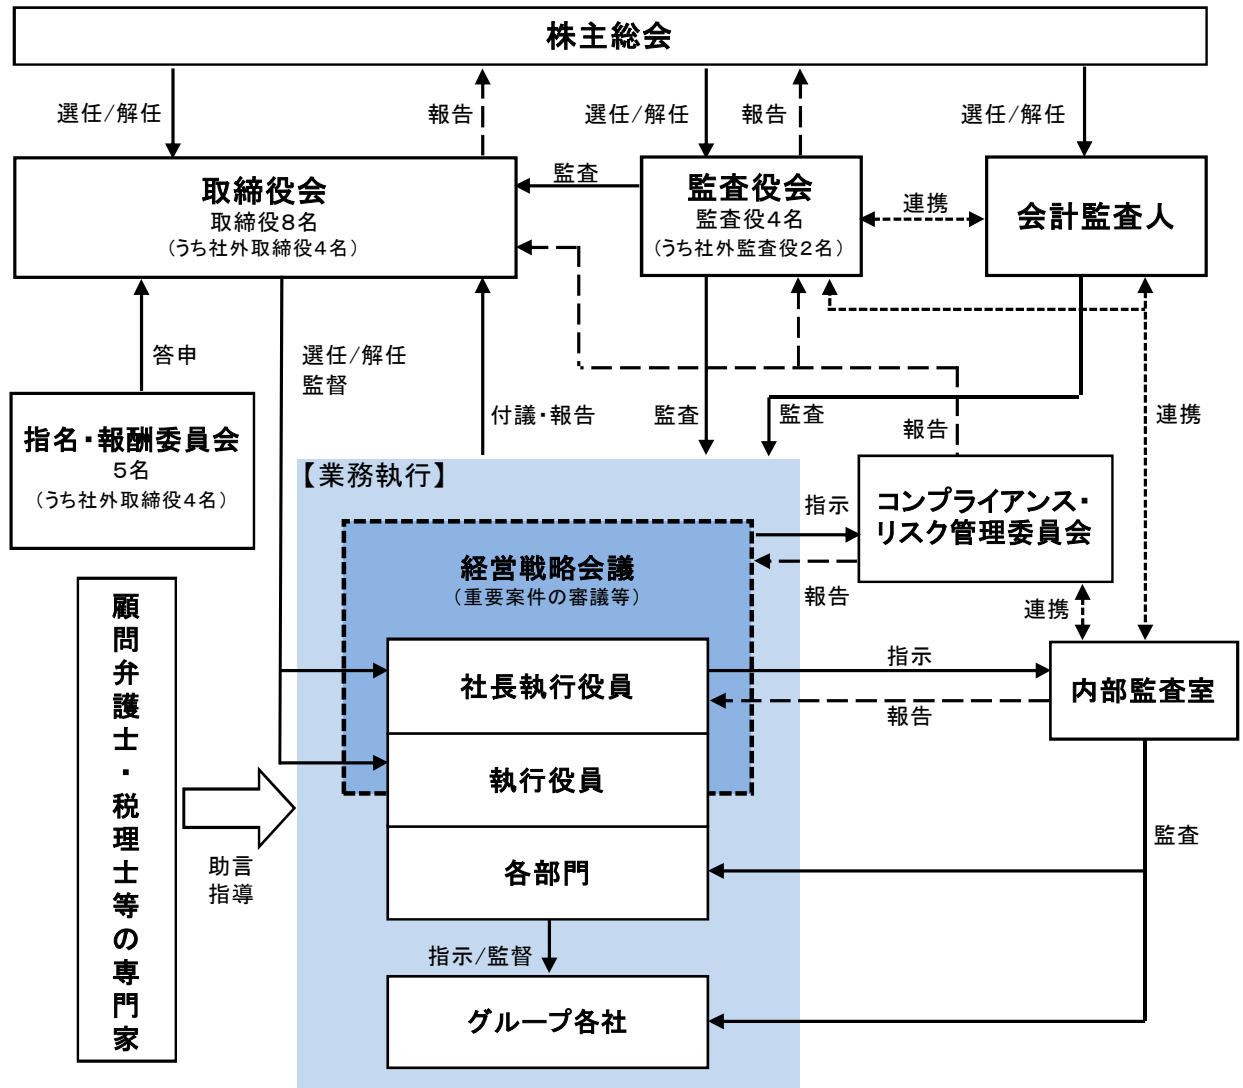 株主総会
選任/解任
報告
選任/解任
報告
選任/解任
取締役会
取締役8名
(うち社外取締役4名)
監査
監査役会
監査役4名
(うち社外監査役2名)
連携
会計監査人
答申
選任/解任
監督
付議・報告
監査
監査
報告
連携
指名・報酬委員会
5名
(うち社外取締役4名)
【業務執行】
経営戦略会議
(重要案件の審議等)
指示
報告
コンプライアンス・
リスク管理委員会
連携
社長執行役員
指示
報告
内部監査室
執行役員
顧問弁護士・税理士等の専門家
助言
指導
各部門
監査
指示/監督
グループ各社